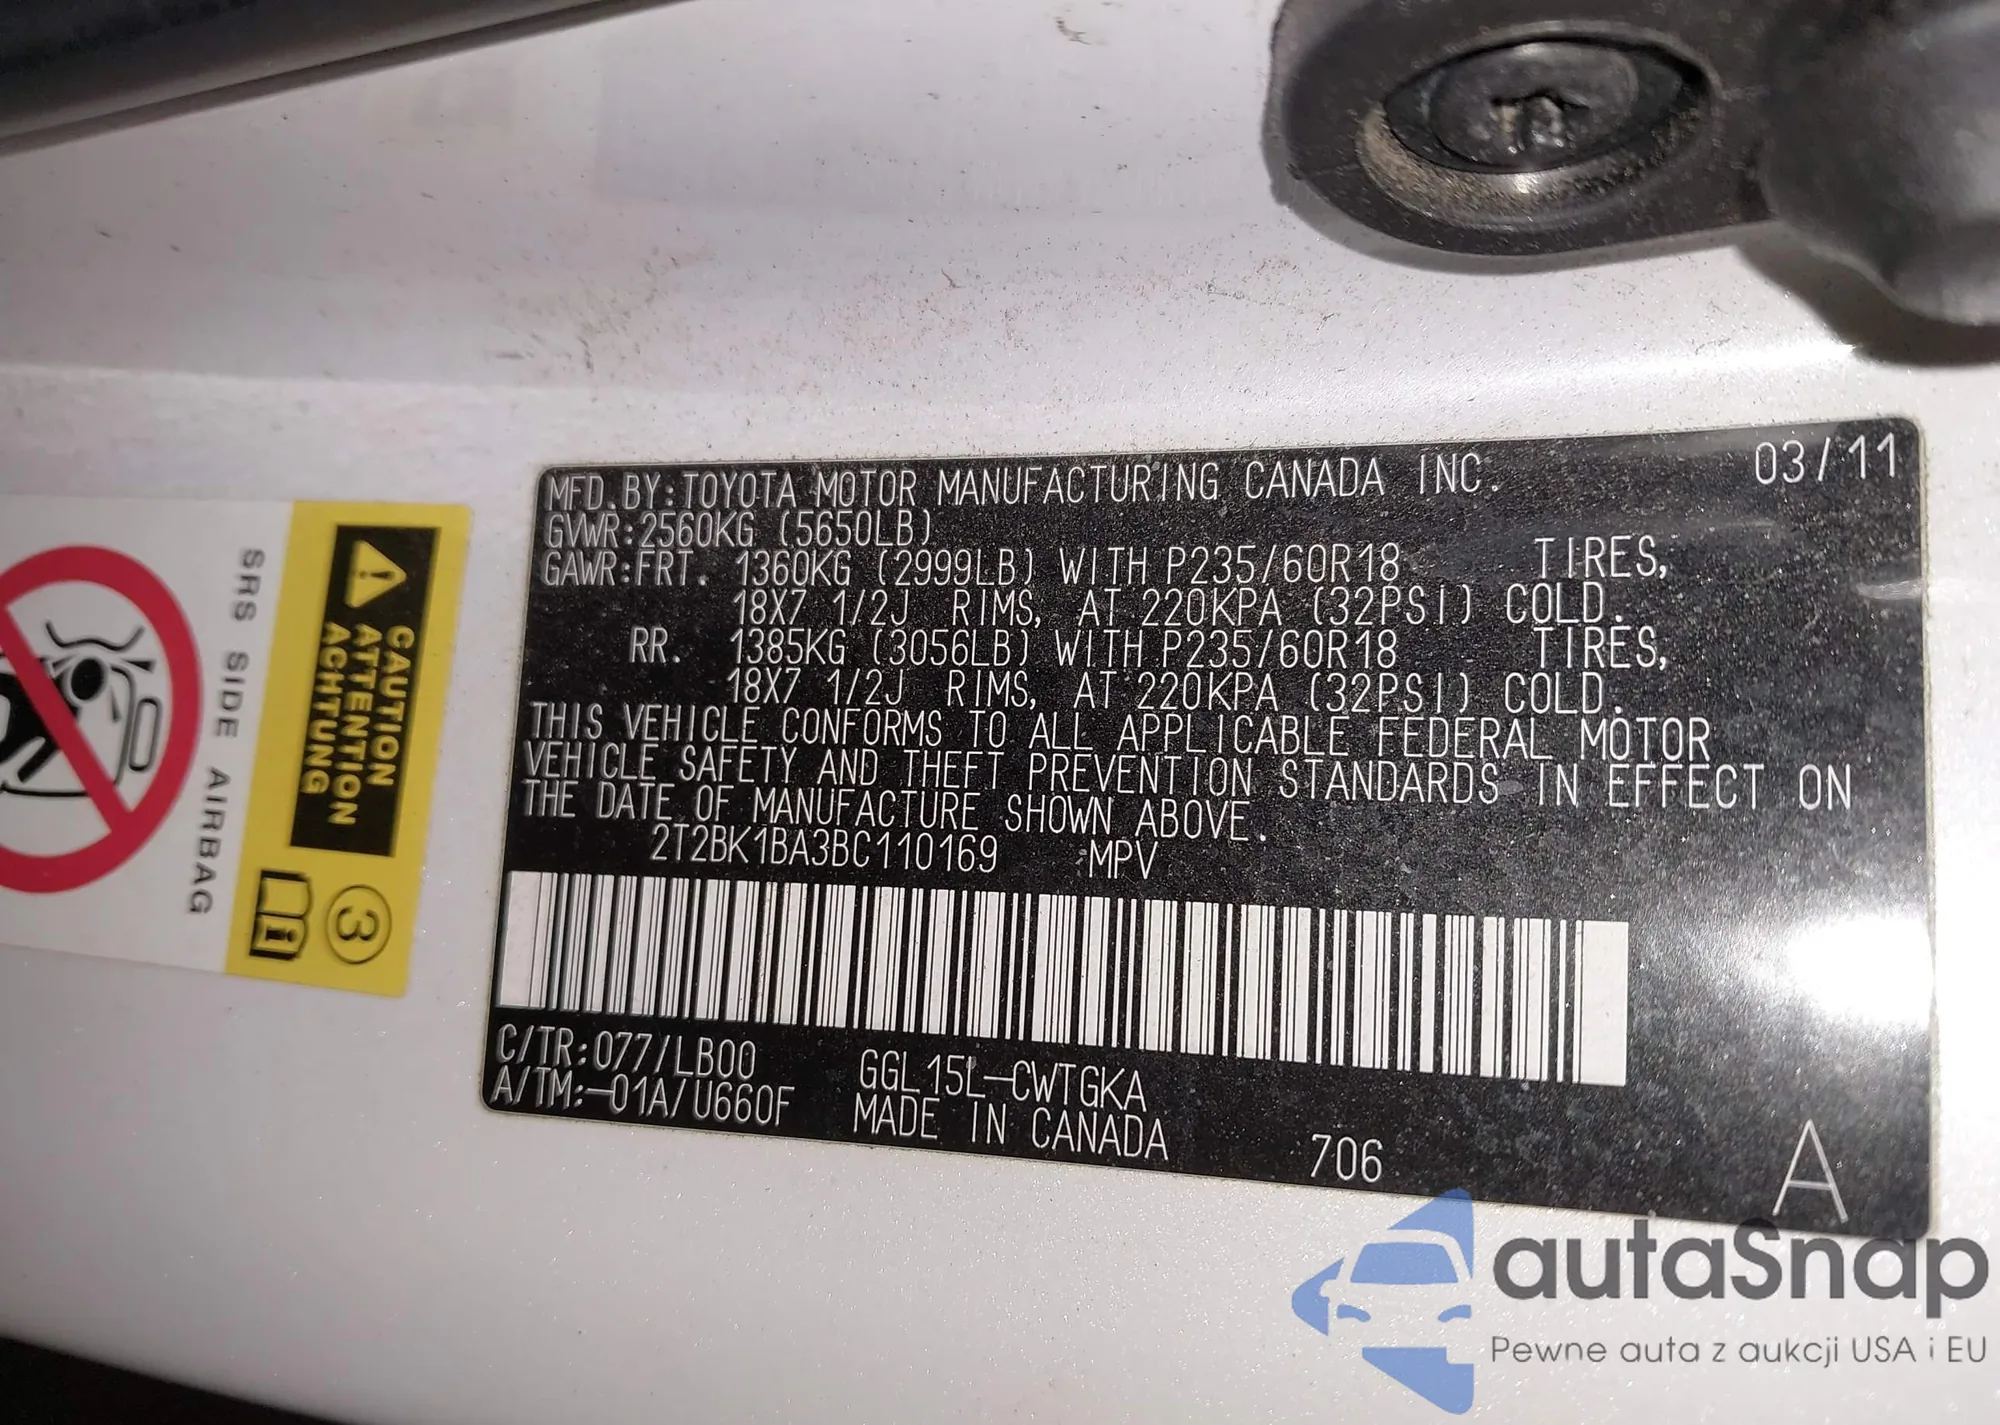 MFD.BY:TOYOTA MOTOR MANUFACTURING CANADA INC. 03/11
GVWR:2560KG (5650LB)
GAWR:FRT. 1360KG (2999LB) WITH P235/60R18 TIRES,
18X7 1/2J RIMS, AT 220KPA (32PSI) COLD.
RR. 1385KG (3056LB) WITH P235/60R18 TIRES,
18X7 1/2J RIMS, AT 220KPA (32PSI) COLD.
THIS VEHICLE CONFORMS TO ALL APPLICABLE FEDERAL MOTOR
VEHICLE SAFETY AND THEFT PREVENTION STANDARDS IN EFFECT ON
THE DATE OF MANUFACTURE SHOWN ABOVE.
2T2BK1BA3BC110169 MPV
C/TR:077/LB00 GGL15L-CWTGKA
A/TM:-01A/U660F MADE IN CANADA 706 A
CAUTION
ATTENTION
ACHTUNG
3
SRS SIDE AIRBAG
autaSnap
Pewne auta z aukcji USA i EU